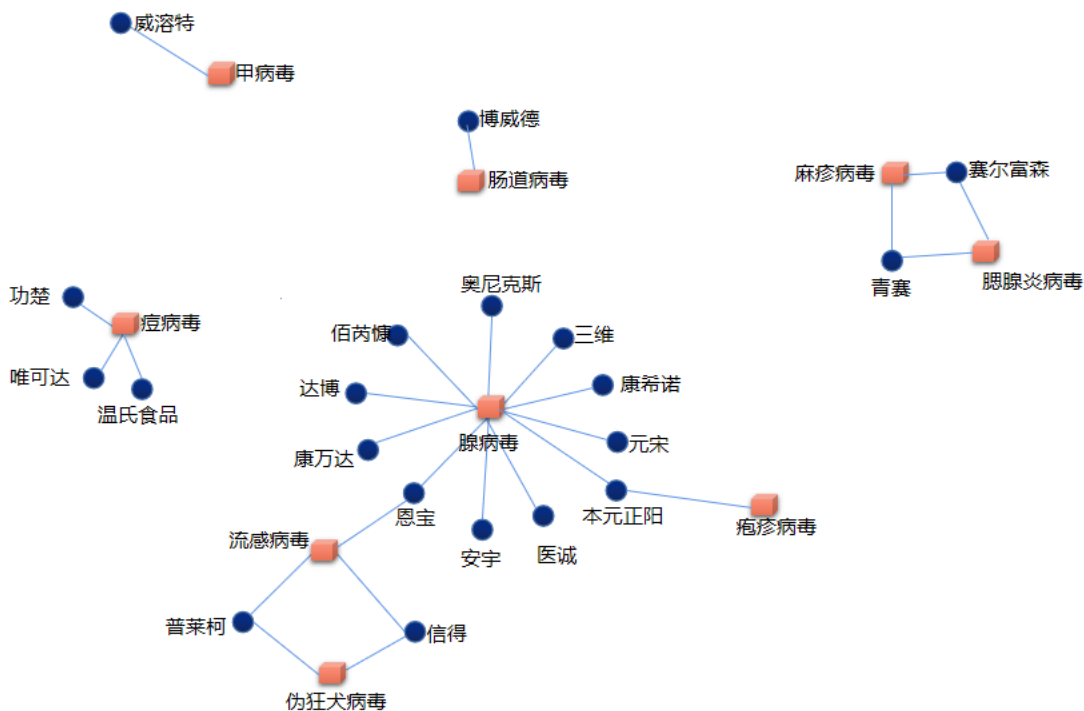 威溶特
甲病毒
博威德
肠道病毒
麻疹病毒
赛尔富森
青赛
腮腺炎病毒
功楚
痘病毒
唯可达
温氏食品
奥尼克斯
佰芮慷
三维
达博
康希诺
腺病毒
元宋
康万达
恩宝
本元正阳
疱疹病毒
流感病毒
安宇
医诚
普莱柯
信得
伪狂犬病毒